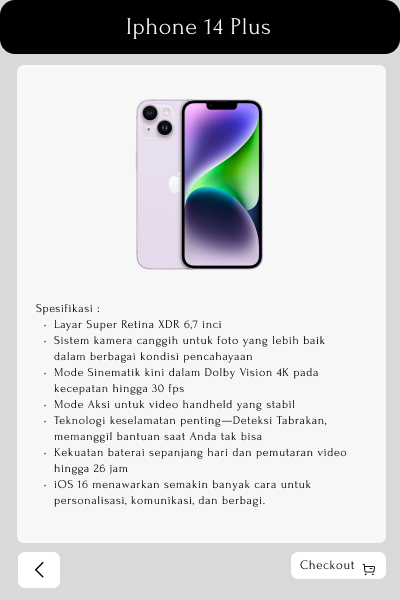 Iphone 14 Plus
Spesifikasi :
· Layar Super Retina XDR 6,7 inci
· Sistem kamera canggih untuk foto yang lebih baik
dalam berbagai kondisi pencahayaan
· Mode Sinematik kini dalam Dolby Vision 4K pada
kecepatan hingga 30 fps
· Mode Aksi untuk video handheld yang stabil
· Teknologi keselamatan penting—Deteksi Tabrakan,
memanggil bantuan saat Anda tak bisa
· Kekuatan baterai sepanjang hari dan pemutaran video
hingga 26 jam
· iOS 16 menawarkan semakin banyak cara untuk
personalisasi, komunikasi, dan berbagi.
Checkout